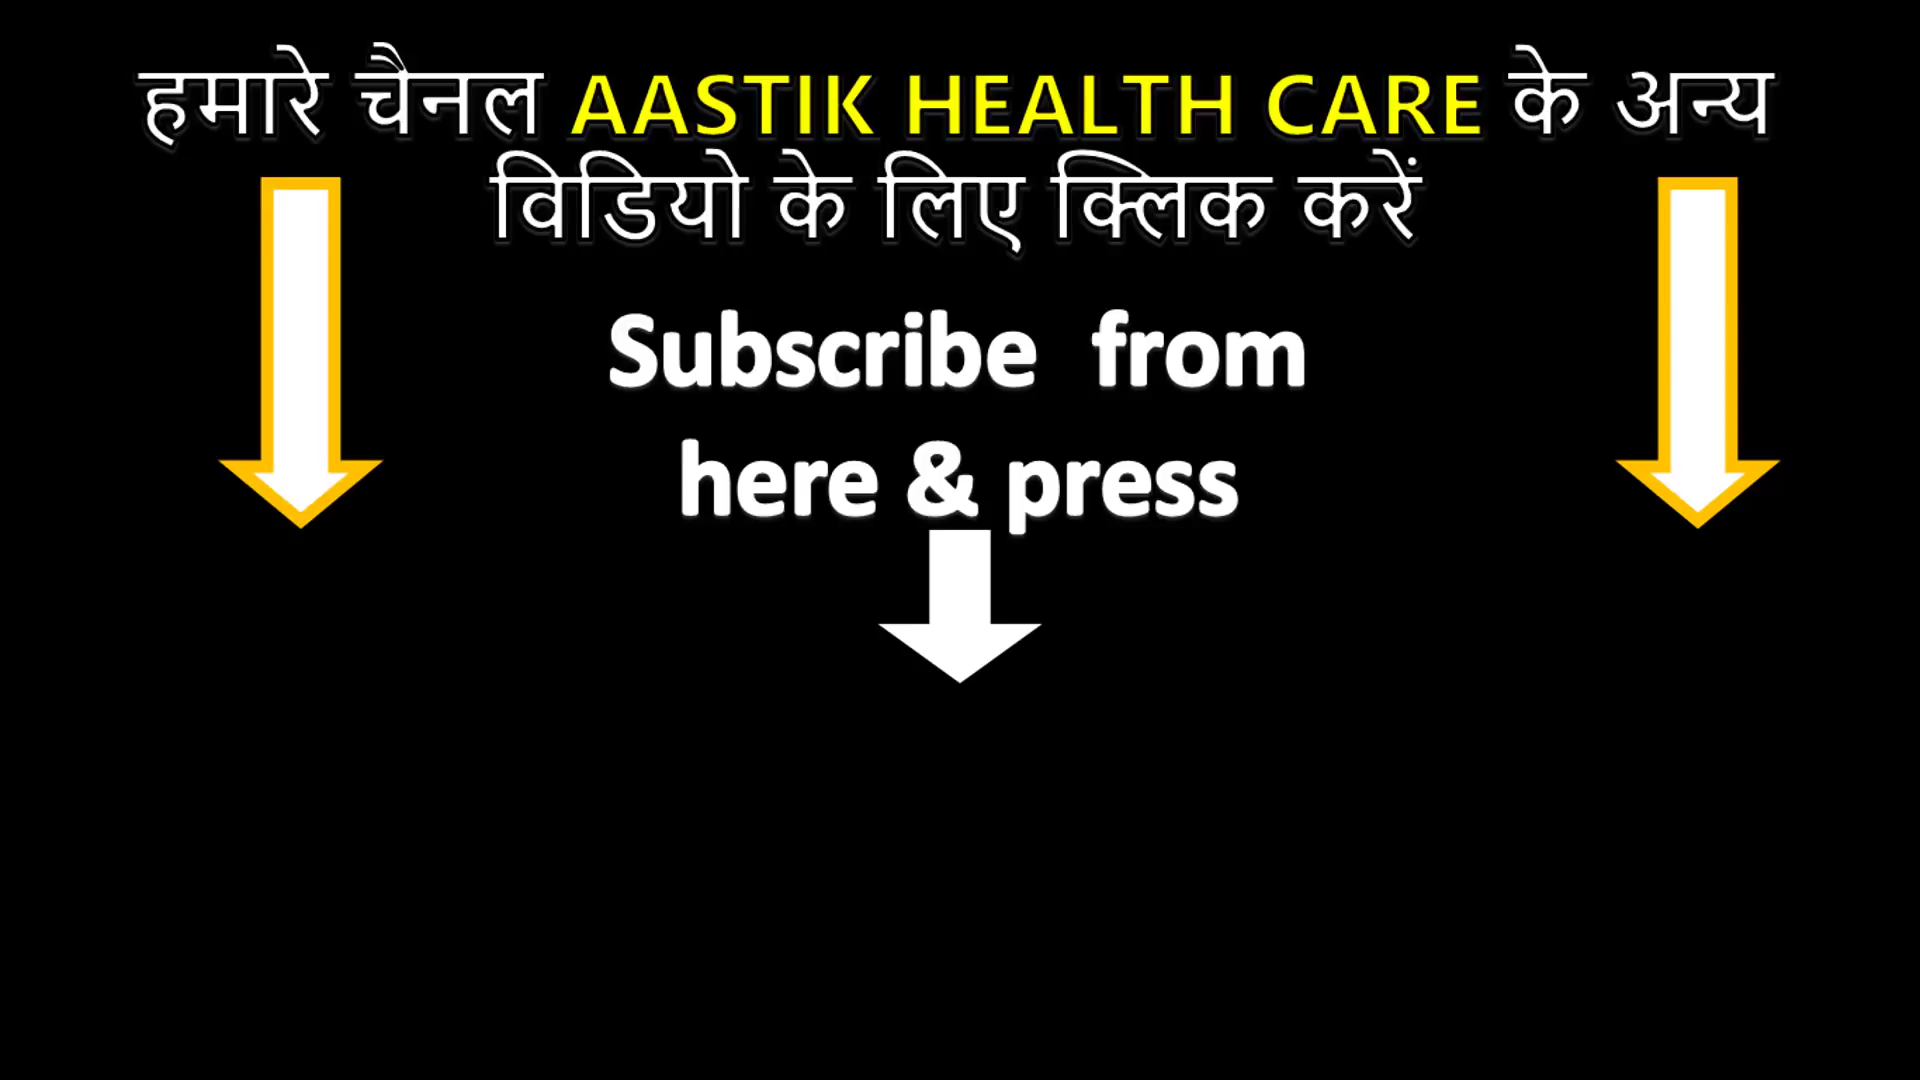 हमारे चैनल AASTIK HEALTH CARE के अन्य
विडियो के लिए क्लिक करें
Subscribe from
here & press